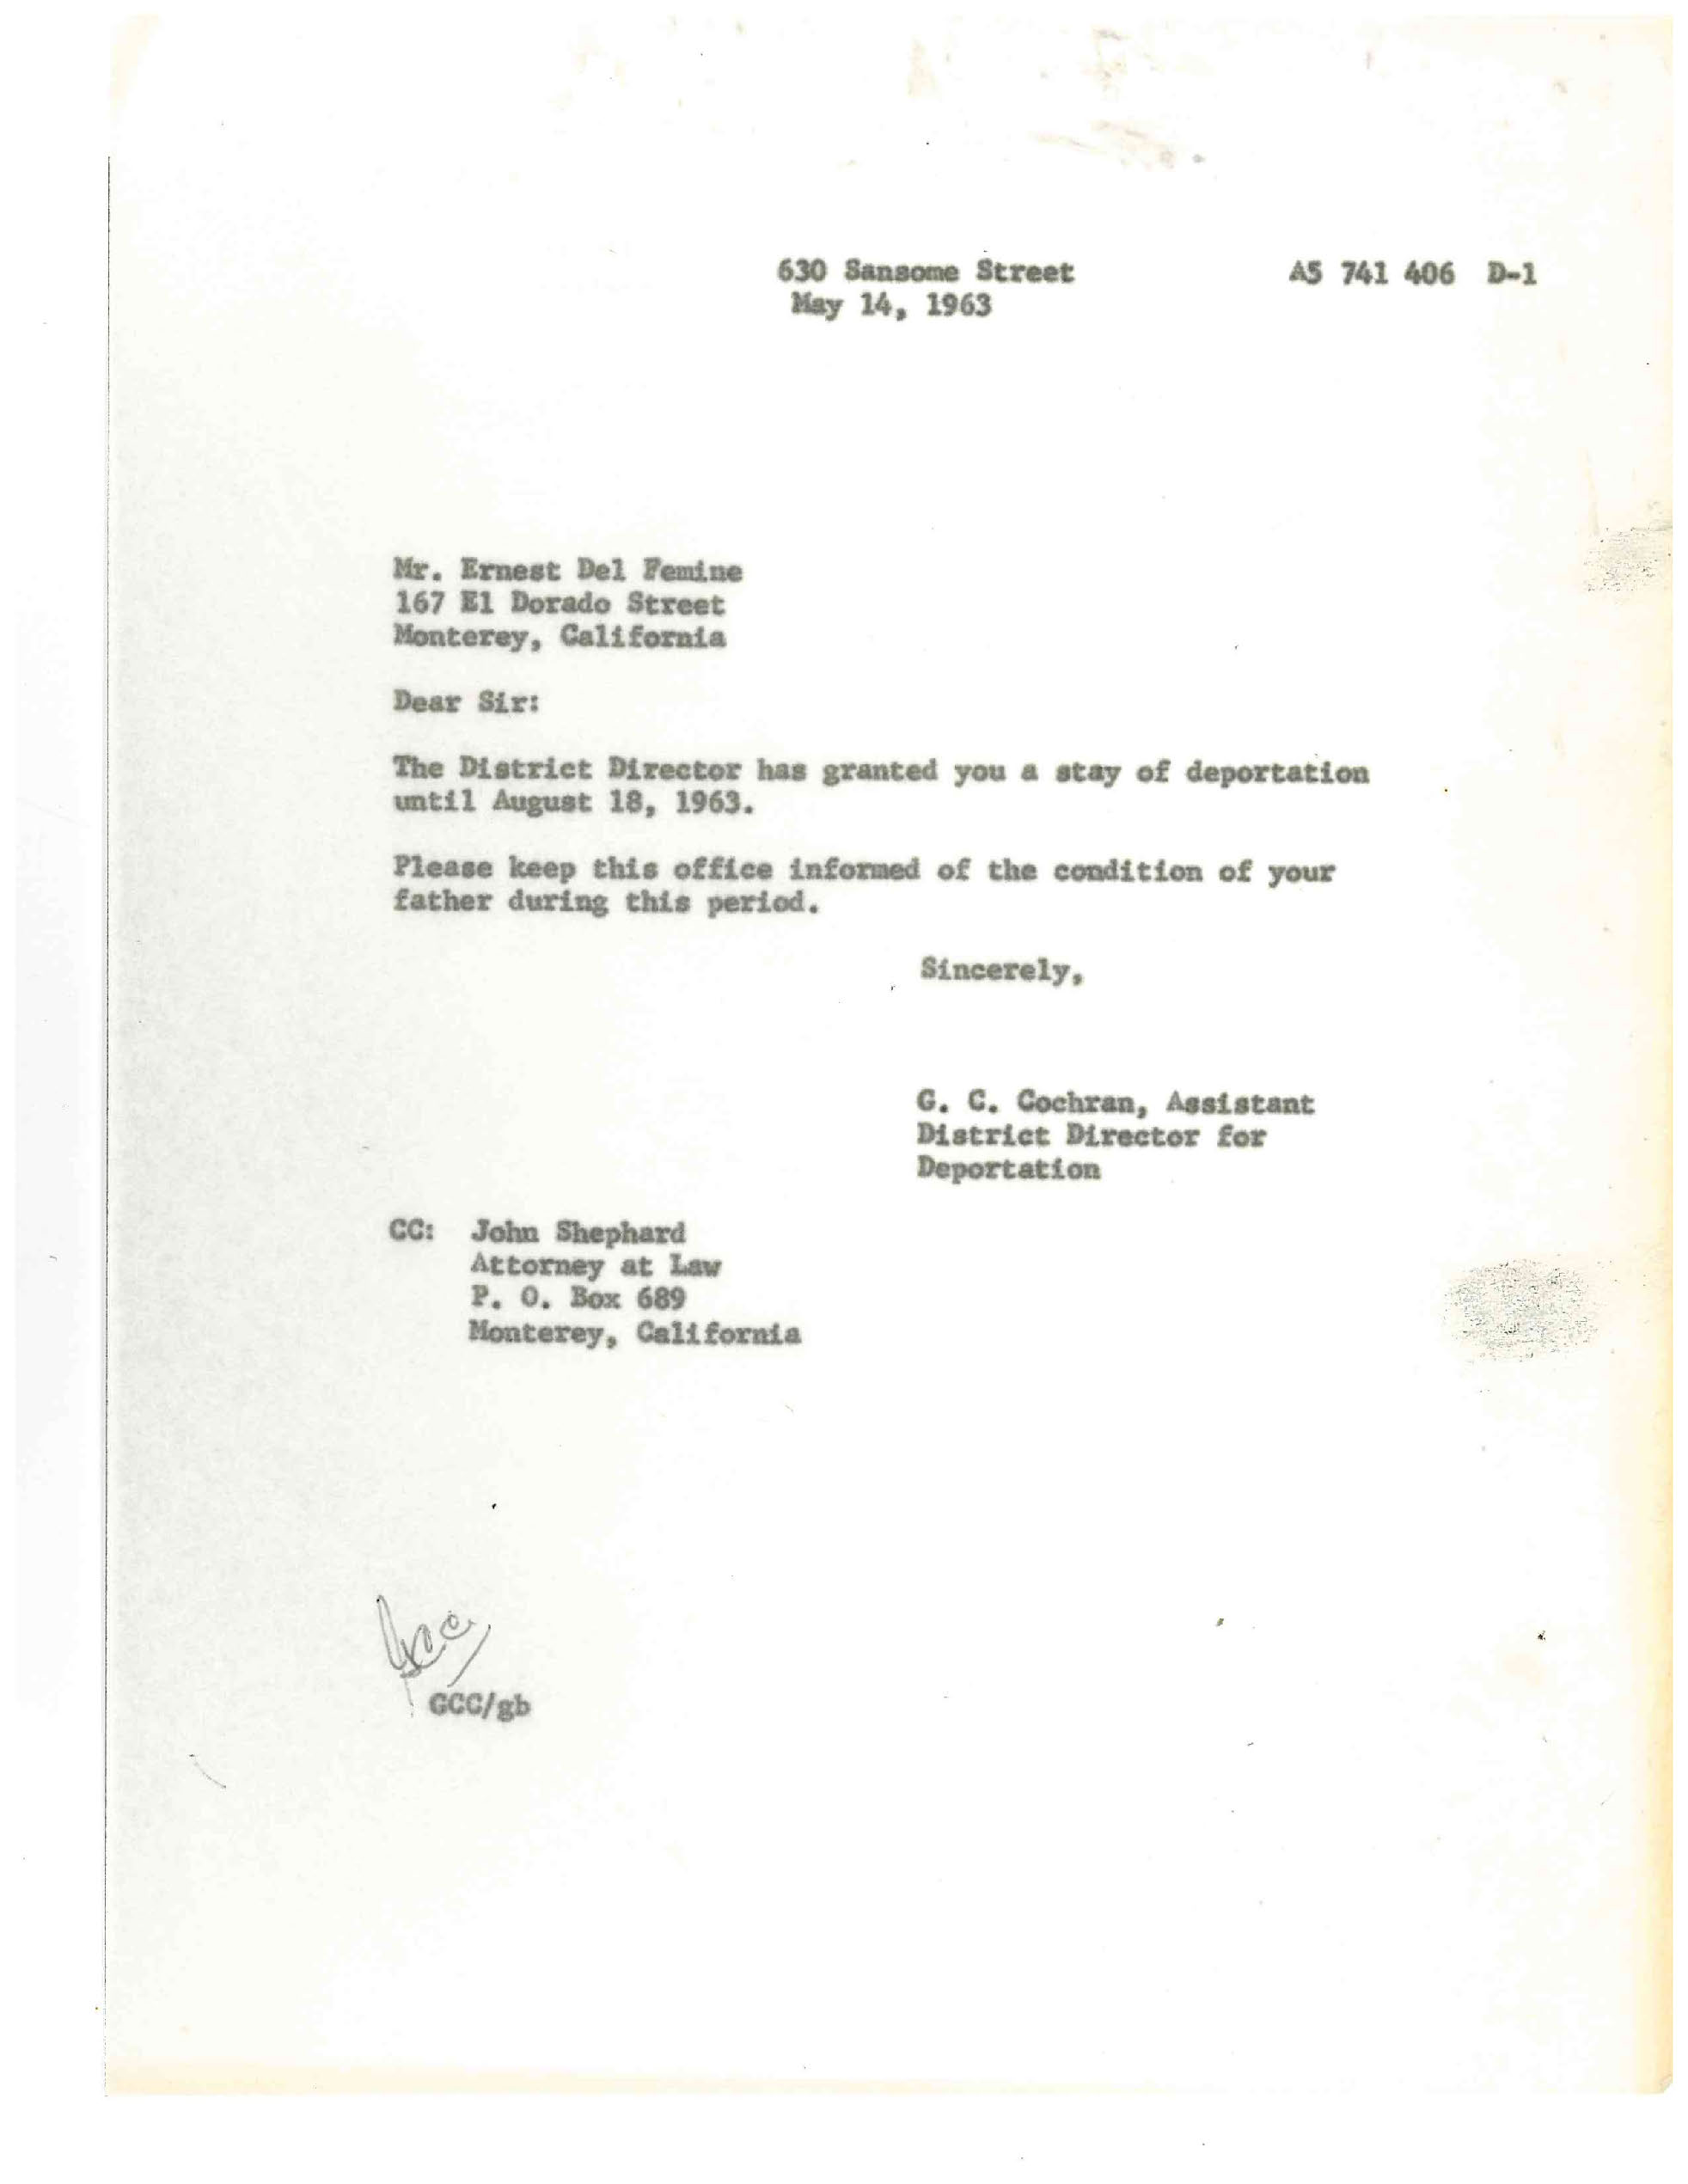 630 Sansome Street A5 741 406 D-1
May 14, 1963
Mr. Ernest Del Femine
167 El Dorado Street
Monterey, California
Dear Sir:
The District Director has granted you a stay of deportation
until August 18, 1963.
Please keep this office informed of the condition of your
father during this period.
Sincerely,
G. C. Cochran, Assistant
District Director for
Deportation
CC: John Shephard
Attorney at Law
P. O. Box 689
Monterey, California
GCC/gb